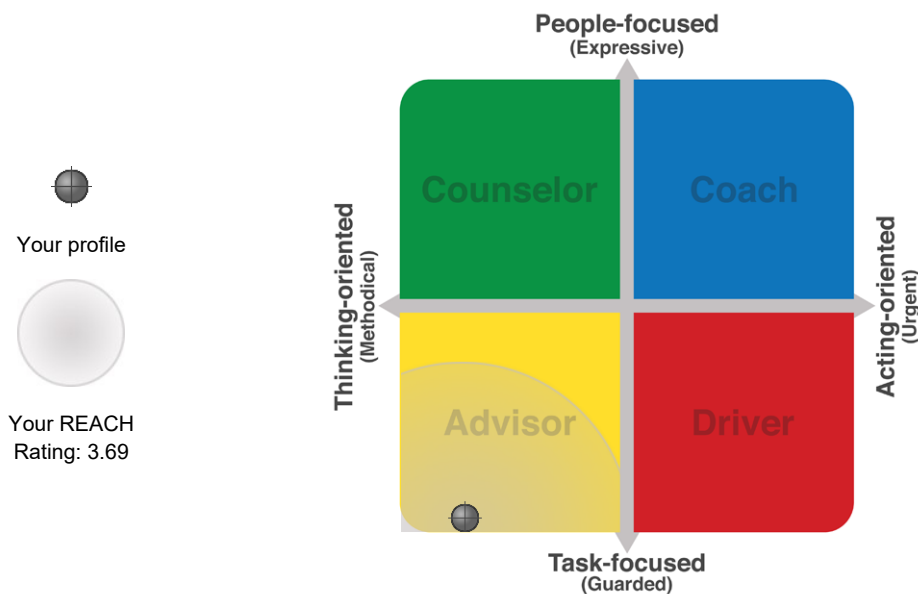 People-focused
(Expressive)
Counselor
Coach
Your profile
Thinking-oriented
(Methodical)
Acting-oriented
(Urgent)
Your REACH
Rating: 3.69
Advisor
Driver
Task-focused
(Guarded)